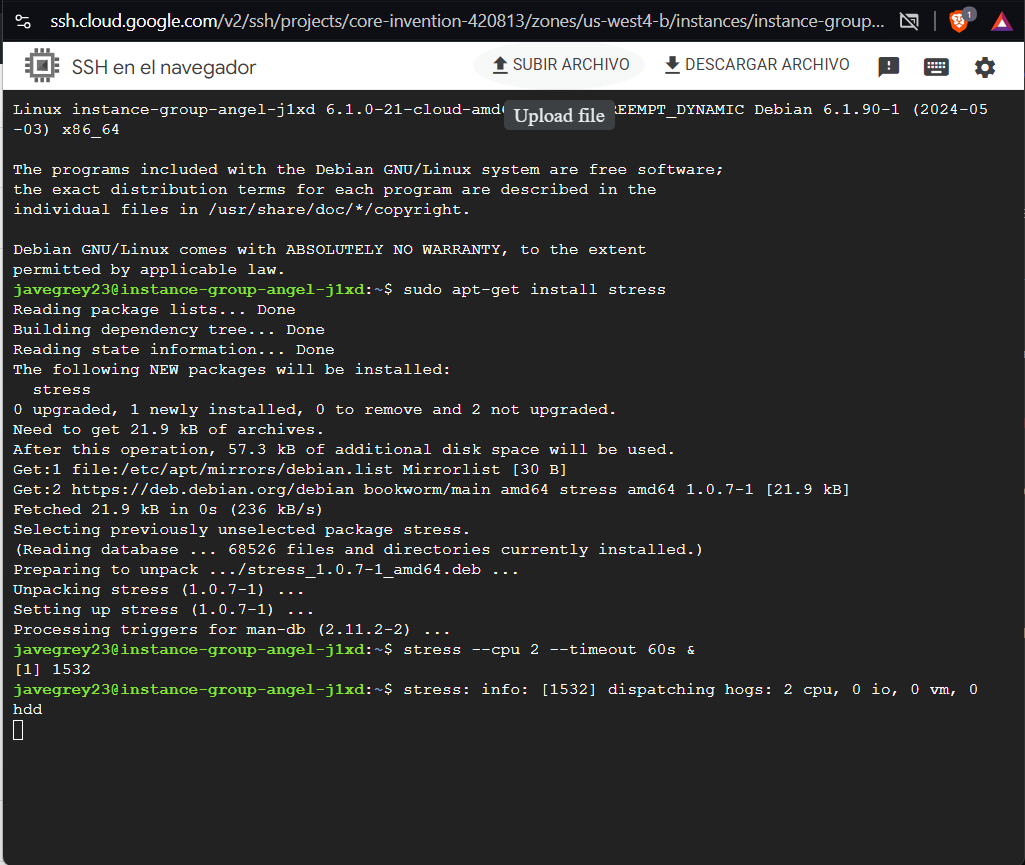 ssh.cloud.google.com/v2/ssh/projects/core-invention-420813/zones/us-west4-b/instances/instance-group...
1
SSH en el navegador
SUBIR ARCHIVO
DESCARGAR ARCHIVO
Upload file
Linux instance-group-angel-j1xd 6.1.0-21-cloud-amd REEMPT_DYNAMIC Debian 6.1.90-1 (2024-05
-03) x86_64
The programs included with the Debian GNU/Linux system are free software;
the exact distribution terms for each program are described in the
individual files in /usr/share/doc/*/copyright.
Debian GNU/Linux comes with ABSOLUTELY NO WARRANTY, to the extent
permitted by applicable law.
javegrey23@instance-group-angel-j1xd:~$ sudo apt-get install stress
Reading package lists... Done
Building dependency tree... Done
Reading state information... Done
The following NEW packages will be installed:
  stress
0 upgraded, 1 newly installed, 0 to remove and 2 not upgraded.
Need to get 21.9 kB of archives.
After this operation, 57.3 kB of additional disk space will be used.
Get:1 file:/etc/apt/mirrors/debian.list Mirrorlist [30 B]
Get:2 https://deb.debian.org/debian bookworm/main amd64 stress amd64 1.0.7-1 [21.9 kB]
Fetched 21.9 kB in 0s (236 kB/s)
Selecting previously unselected package stress.
(Reading database ... 68526 files and directories currently installed.)
Preparing to unpack .../stress_1.0.7-1_amd64.deb ...
Unpacking stress (1.0.7-1) ...
Setting up stress (1.0.7-1) ...
Processing triggers for man-db (2.11.2-2) ...
javegrey23@instance-group-angel-j1xd:~$ stress --cpu 2 --timeout 60s &
[1] 1532
javegrey23@instance-group-angel-j1xd:~$ stress: info: [1532] dispatching hogs: 2 cpu, 0 io, 0 vm, 0
hdd